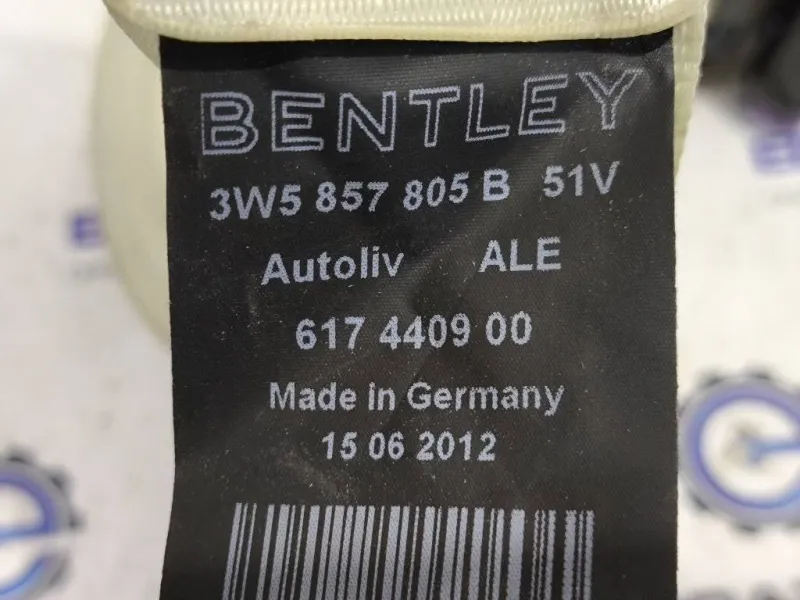 BENTLEY
3W5 857 805 B 51V
Autoliv ALE
617 4409 00
Made in Germany
15 06 2012